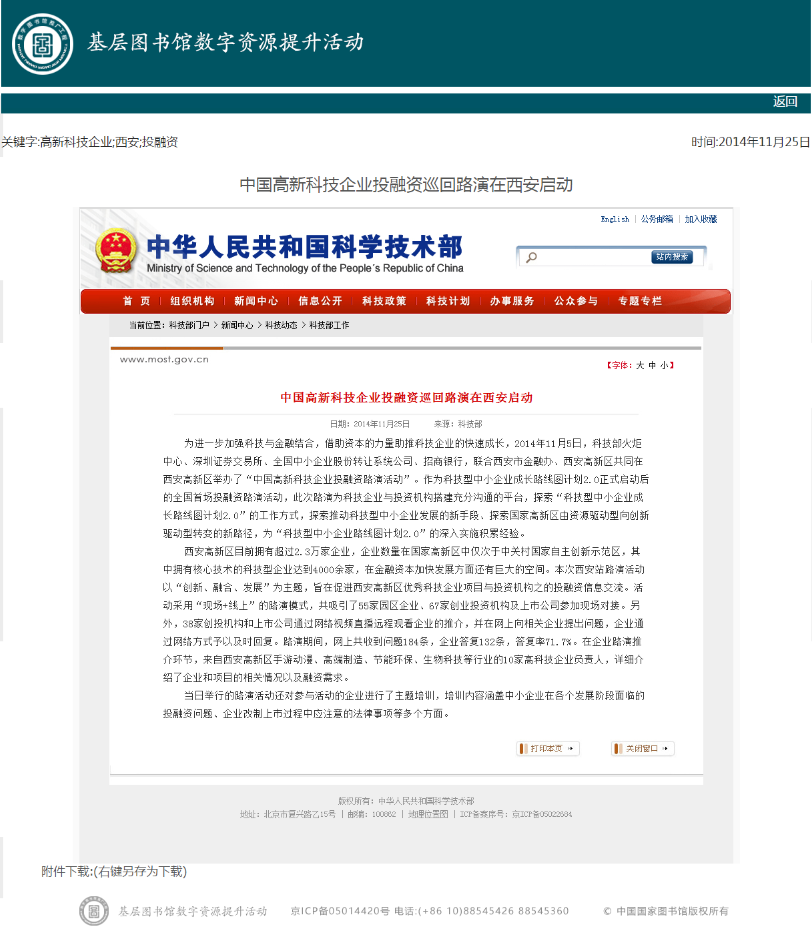 基层图书馆数字资源提升活动
返回
关键字:高新科技企业;西安;投融资
时间:2014年11月25日
中国高新科技企业投融资巡回路演在西安启动
English | 公务邮箱 | 加入收藏
中华人民共和国科学技术部
Ministry of Science and Technology of the People's Republic of China
站内搜索
首 页 | 组织机构 | 新闻中心 | 信息公开 | 科技政策 | 科技计划 | 办事服务 | 公众参与 | 专题专栏
当前位置：科技部门户 > 新闻中心 > 科技动态 > 科技部工作
www.most.gov.cn
【字体：大 中 小】
中国高新科技企业投融资巡回路演在西安启动
日期：2014年11月25日 来源：科技部
为进一步加强科技与金融结合，借助资本的力量助推科技企业的快速成长，2014年11月5日，科技部火炬
中心、深圳证券交易所、全国中小企业股份转让系统公司、招商银行，联合西安市金融办、西安高新区共同在
西安高新区举办了“中国高新科技企业投融资路演活动”。作为科技型中小企业成长路线图计划2.0正式启动后
的全国首场投融资路演活动，此次路演为科技企业与投资机构搭建充分沟通的平台，探索“科技型中小企业成
长路线图计划2.0”的工作方式，探索推动科技型中小企业发展的新手段、探索国家高新区由资源驱动型向创新
驱动型转变的新路径，为“科技型中小企业路线图计划2.0”的深入实施积累经验。
西安高新区目前拥有超过2.3万家企业，企业数量在国家高新区中仅次于中关村国家自主创新示范区，其
中拥有核心技术的科技型企业达到4000余家，在金融资本加快发展方面还有巨大的空间。本次西安站路演活动
以“创新、融合、发展”为主题，旨在促进西安高新区优秀科技企业项目与投资机构之的投融资信息交流。活
动采用“现场+线上”的路演模式，共吸引了55家园区企业、67家创业投资机构及上市公司参加现场对接。另
外，38家创投机构和上市公司通过网络视频直播远程观看企业的推介，并在网上向相关企业提出问题，企业通
过网络方式予以及时回复。路演期间，网上共收到问题184条，企业答复132条，答复率71.7%。在企业路演推
介环节，来自西安高新区手游动漫、高端制造、节能环保、生物科技等行业的10家高科技企业负责人，详细介
绍了企业和项目的相关情况以及融资需求。
当日举行的路演活动还对参与活动的企业进行了主题培训，培训内容涵盖中小企业在各个发展阶段面临的
投融资问题、企业改制上市过程中应注意的法律事项等多个方面。
打印本页 关闭窗口
版权所有：中华人民共和国科学技术部
地址：北京市复兴路乙15号 | 邮编：100862 | 地理位置图 | ICP备案序号：京ICP备05022684
附件下载:(右键另存为下载)
基层图书馆数字资源提升活动 京ICP备05014420号 电话:(+86 10)88545426 88545360 © 中国国家图书馆版权所有